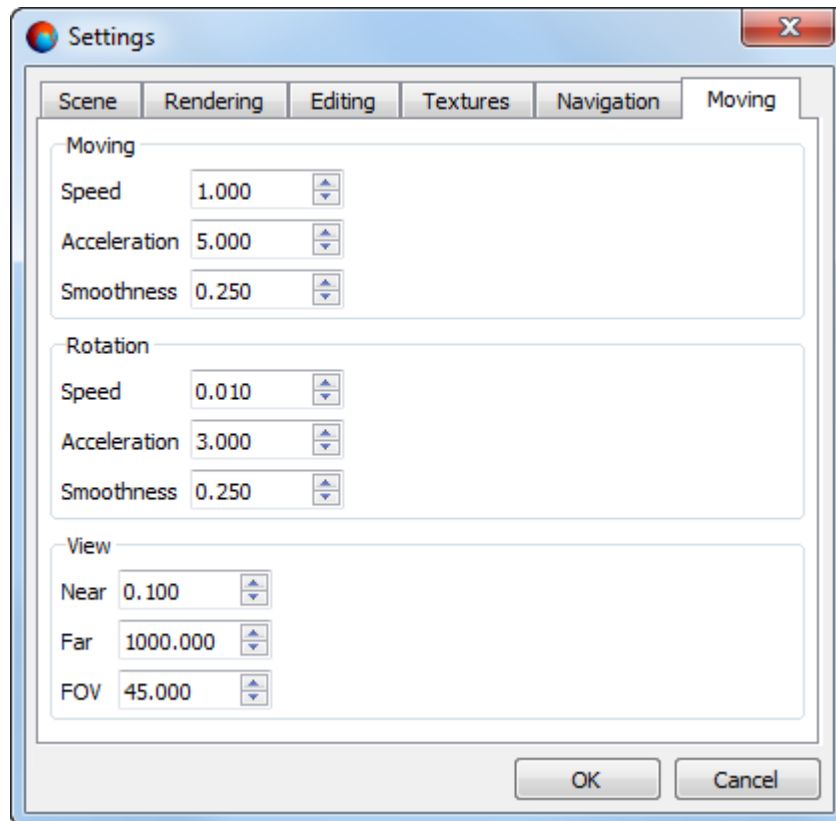 Settings
Scene Rendering Editing Textures Navigation Moving
Moving
Speed 1.000
Acceleration 5.000
Smoothness 0.250
Rotation
Speed 0.010
Acceleration 3.000
Smoothness 0.250
View
Near 0.100
Far 1000.000
FOV 45.000
OK Cancel